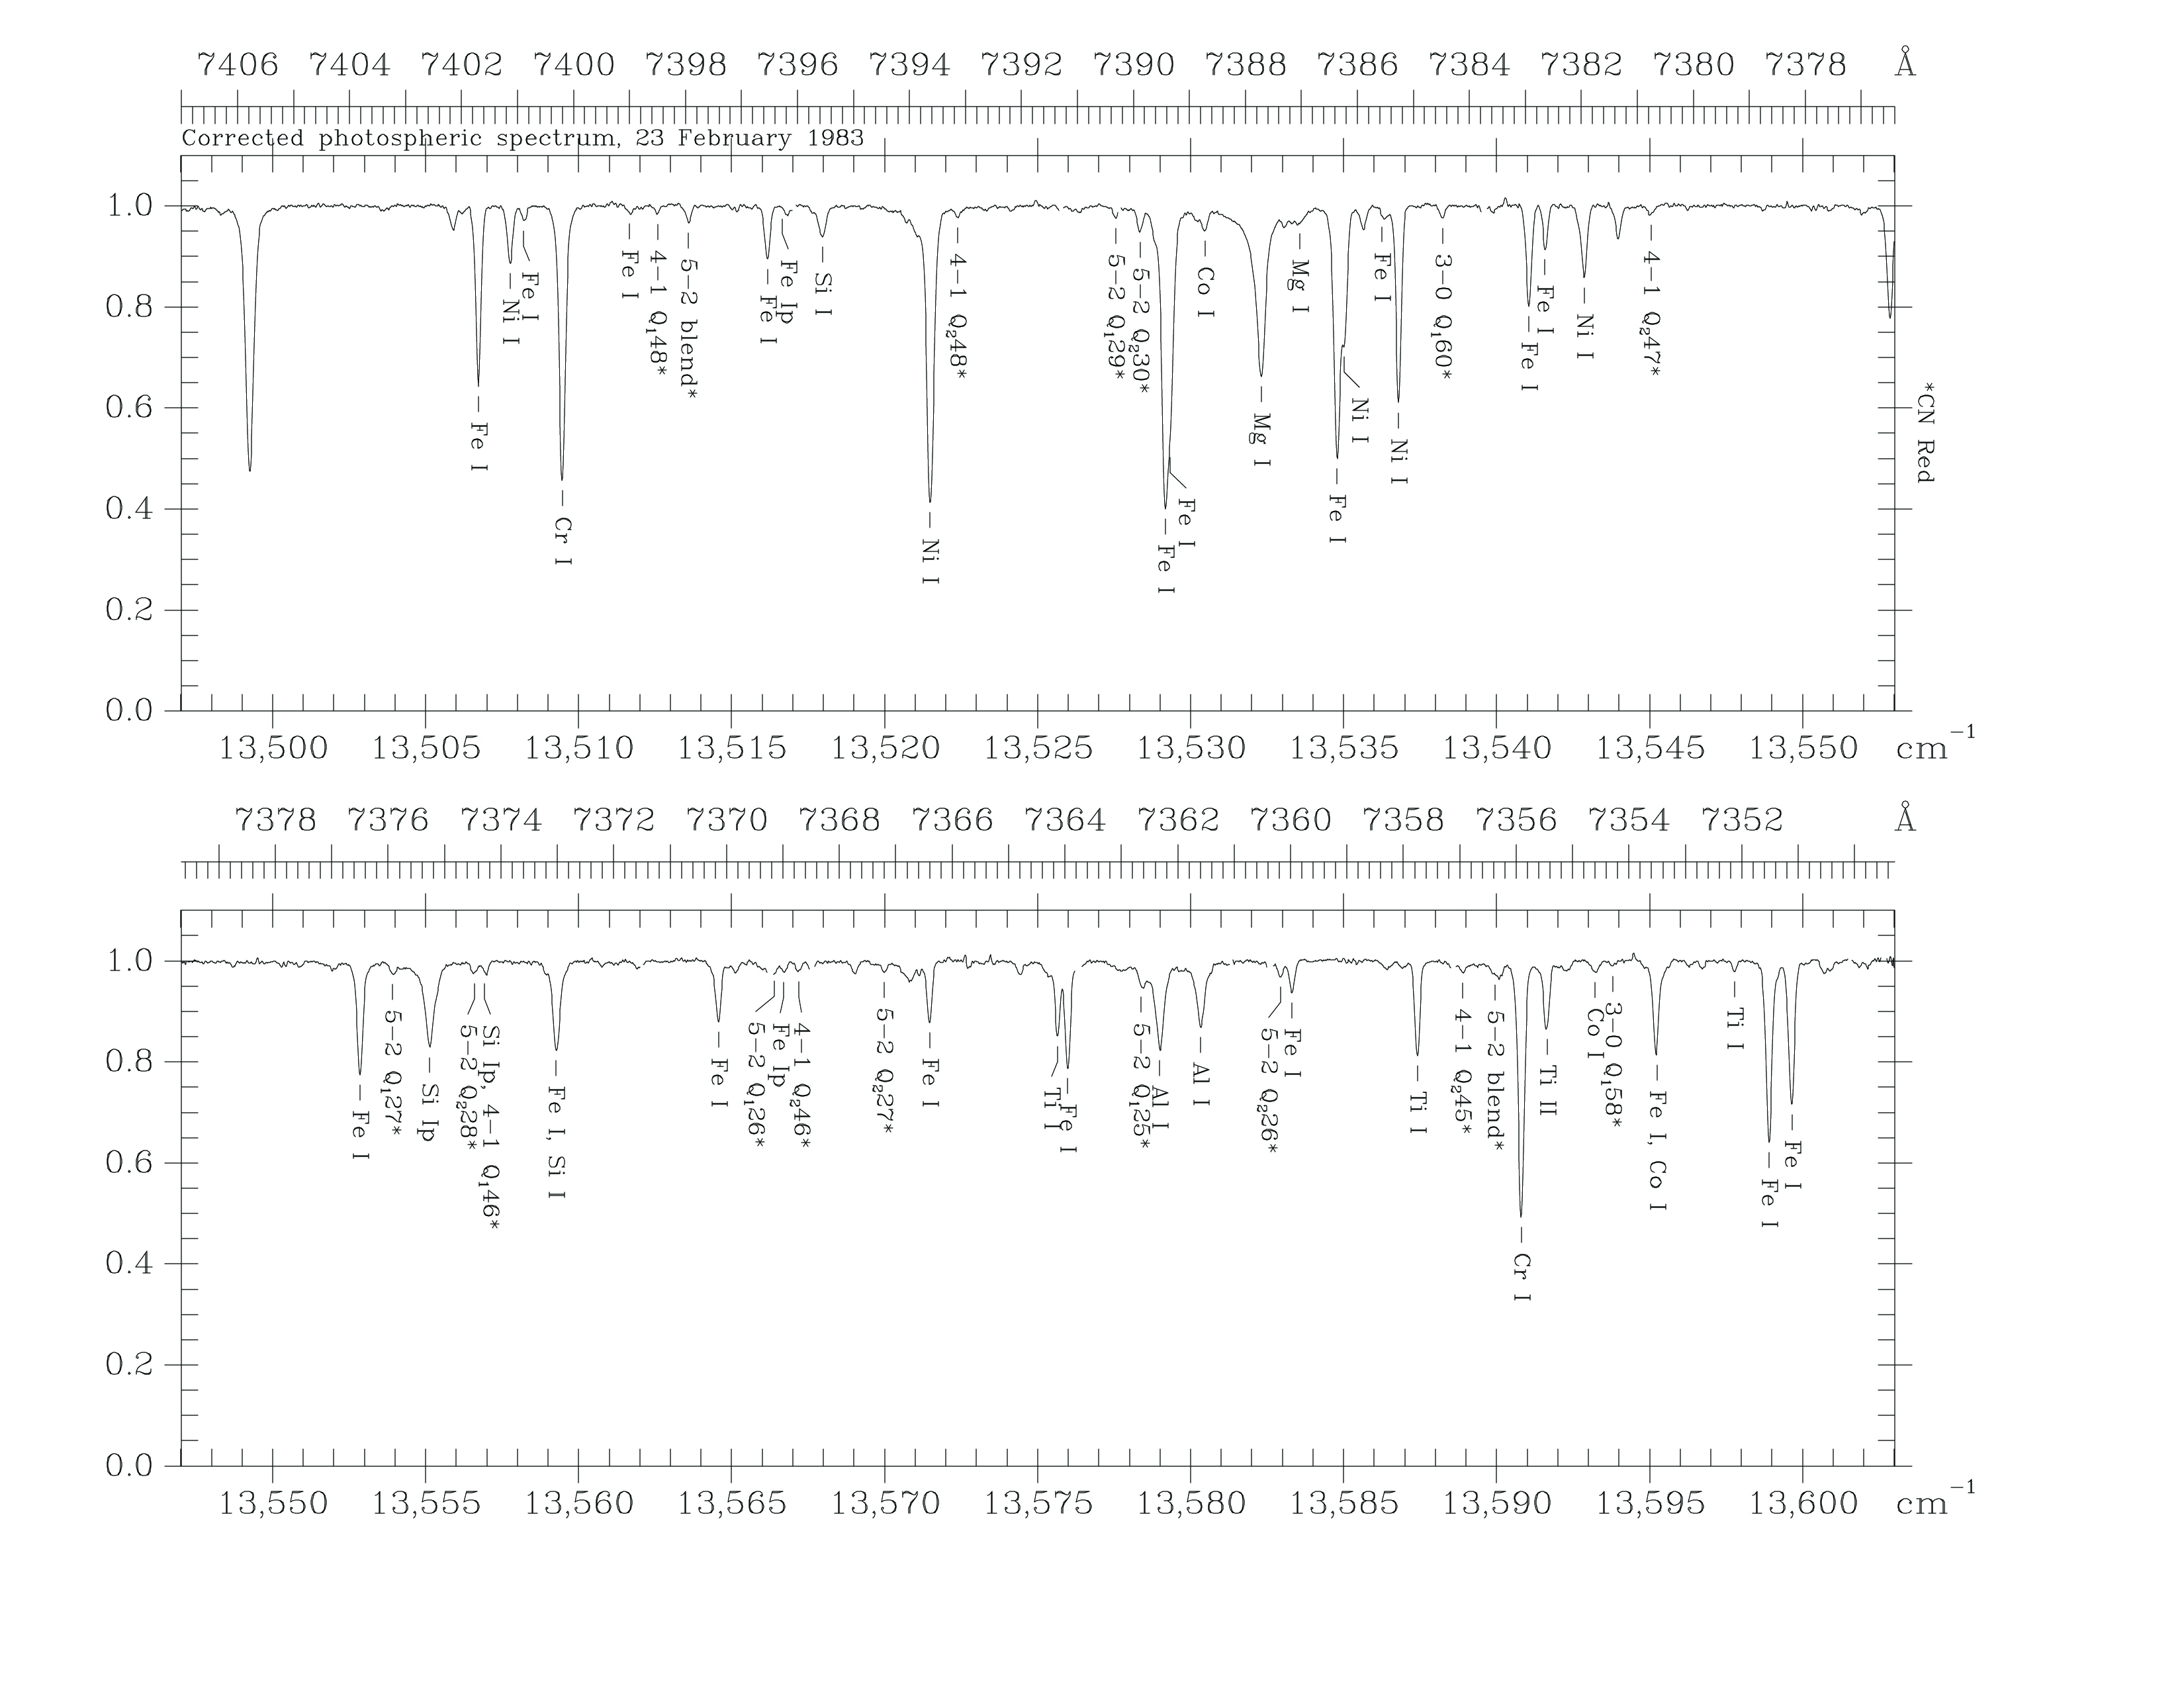 7406 7404 7402 7400 7398 7396 7394 7392 7390 7388 7386 7384 7382 7380 7378 Å
Corrected photospheric spectrum, 23 February 1983
1.0
0.8
0.6
0.4
0.2
0.0
Fe I
Ni I
Fe I
Cr I
Fe I
4-1 Q₁48*
5-2 blend*
Fe I
Fe Ip
Si I
Ni I
4-1 Q₂48*
5-2 Q₁29*
5-2 Q₂30*
Fe I
Fe I
Co I
Mg I
Mg I
Fe I
Ni I
Fe I
Ni I
3-0 Q₁60*
Fe I
Fe I
Ni I
4-1 Q₂47*
*CN Red
13,500 13,505 13,510 13,515 13,520 13,525 13,530 13,535 13,540 13,545 13,550 cm⁻¹
7378 7376 7374 7372 7370 7368 7366 7364 7362 7360 7358 7356 7354 7352 Å
1.0
0.8
0.6
0.4
0.2
0.0
Fe I
5-2 Q₁27*
Si Ip
5-2 Q₂28*
Si Ip, 4-1 Q₁46*
Fe I, Si I
Fe I
5-2 Q₁26*
Fe Ip
4-1 Q₂46*
5-2 Q₂27*
Fe I
Ti I
Fe I
5-2 Q₁25*
Al I
Al I
5-2 Q₂26*
Fe I
Ti I
4-1 Q₂45*
5-2 blend*
Cr I
Ti II
Co I
3-0 Q₁58*
Fe I, Co I
Ti I
Fe I
Fe I
13,550 13,555 13,560 13,565 13,570 13,575 13,580 13,585 13,590 13,595 13,600 cm⁻¹